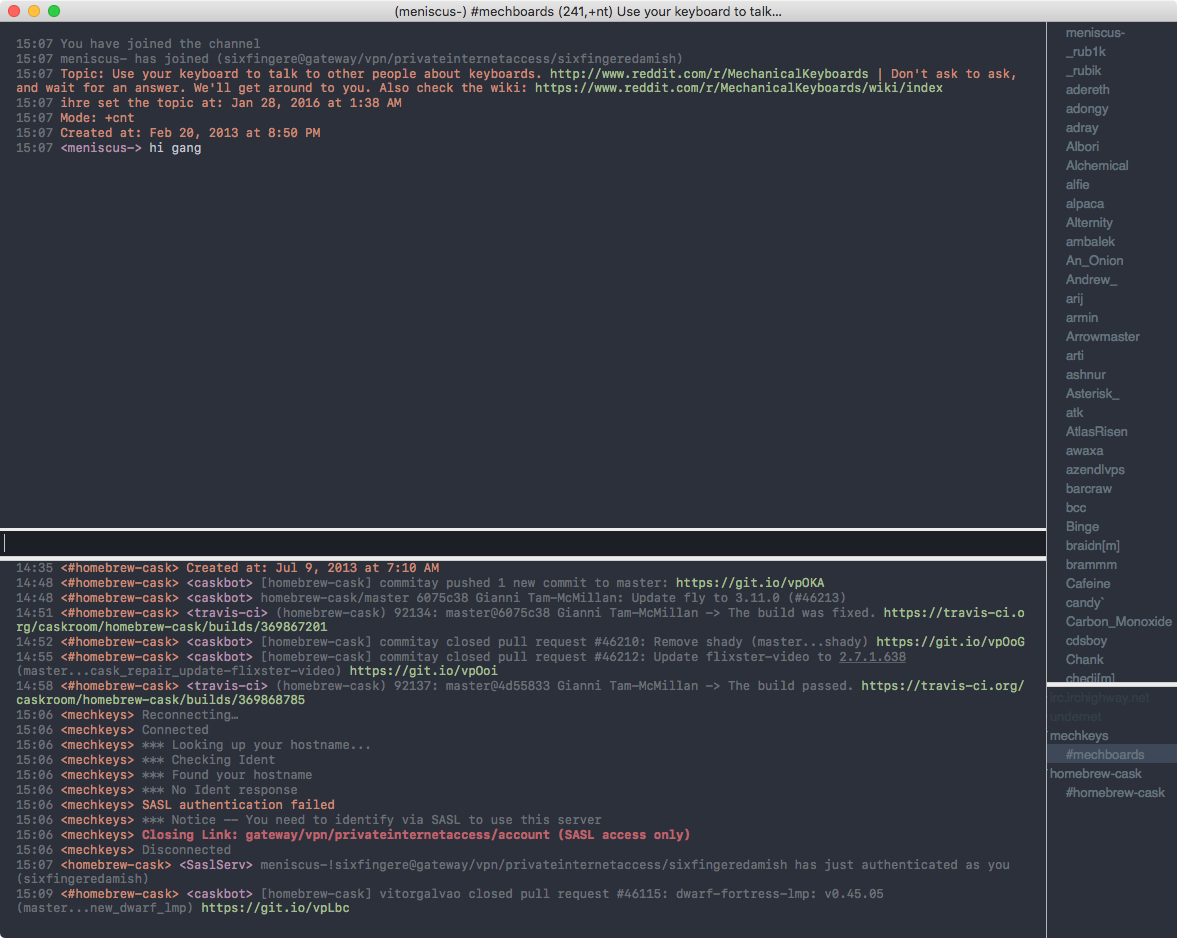 (meniscus-) #mechboards (241,+nt) Use your keyboard to talk...
15:07 You have joined the channel
15:07 meniscus- has joined (sixfingere@gateway/vpn/privateinternetaccess/sixfingeredamish)
15:07 Topic: Use your keyboard to talk to other people about keyboards. http://www.reddit.com/r/MechanicalKeyboards | Don't ask to ask,
and wait for an answer. We'll get around to you. Also check the wiki: https://www.reddit.com/r/MechanicalKeyboards/wiki/index
15:07 ihre set the topic at: Jan 28, 2016 at 1:38 AM
15:07 Mode: +cnt
15:07 Created at: Feb 20, 2013 at 8:50 PM
15:07 <meniscus-> hi gang
14:35 <#homebrew-cask> Created at: Jul 9, 2013 at 7:10 AM
14:48 <#homebrew-cask> <caskbot> [homebrew-cask] commitay pushed 1 new commit to master: https://git.io/vpOKA
14:48 <#homebrew-cask> <caskbot> homebrew-cask/master 6075c38 Gianni Tam-McMillan: Update fly to 3.11.0 (#46213)
14:51 <#homebrew-cask> <travis-ci> (homebrew-cask) 92134: master@6075c38 Gianni Tam-McMillan -> The build was fixed. https://travis-ci.o
rg/caskroom/homebrew-cask/builds/369867201
14:52 <#homebrew-cask> <caskbot> [homebrew-cask] commitay closed pull request #46210: Remove shady (master...shady) https://git.io/vpOoG
14:55 <#homebrew-cask> <caskbot> [homebrew-cask] commitay closed pull request #46212: Update flixster-video to 2.7.1.638
(master...cask_repair_update-flixster-video) https://git.io/vpOoi
14:58 <#homebrew-cask> <travis-ci> (homebrew-cask) 92137: master@4d55833 Gianni Tam-McMillan -> The build passed. https://travis-ci.org/
caskroom/homebrew-cask/builds/369868785
15:06 <mechkeys> Reconnecting…
15:06 <mechkeys> Connected
15:06 <mechkeys> *** Looking up your hostname...
15:06 <mechkeys> *** Checking Ident
15:06 <mechkeys> *** Found your hostname
15:06 <mechkeys> *** No Ident response
15:06 <mechkeys> SASL authentication failed
15:06 <mechkeys> *** Notice -- You need to identify via SASL to use this server
15:06 <mechkeys> Closing Link: gateway/vpn/privateinternetaccess/account (SASL access only)
15:06 <mechkeys> Disconnected
15:07 <homebrew-cask> <SaslServ> meniscus-!sixfingere@gateway/vpn/privateinternetaccess/sixfingeredamish has just authenticated as you
(sixfingeredamish)
15:09 <#homebrew-cask> <caskbot> [homebrew-cask] vitorgalvao closed pull request #46115: dwarf-fortress-lmp: v0.45.05
(master...new_dwarf_lmp) https://git.io/vpLbc
meniscus-
_rub1k
_rubik
adereth
adongy
adray
Albori
Alchemical
alfie
alpaca
Alternity
ambalek
An_Onion
Andrew_
arij
armin
Arrowmaster
arti
ashnur
Asterisk_
atk
AtlasRisen
awaxa
azendlvps
barcraw
bcc
Binge
braidn[m]
brammm
Cafeine
candy`
Carbon_Monoxide
cdsboy
Chank
chedi[m]
irc.irchighway.net
undernet
mechkeys
#mechboards
homebrew-cask
#homebrew-cask